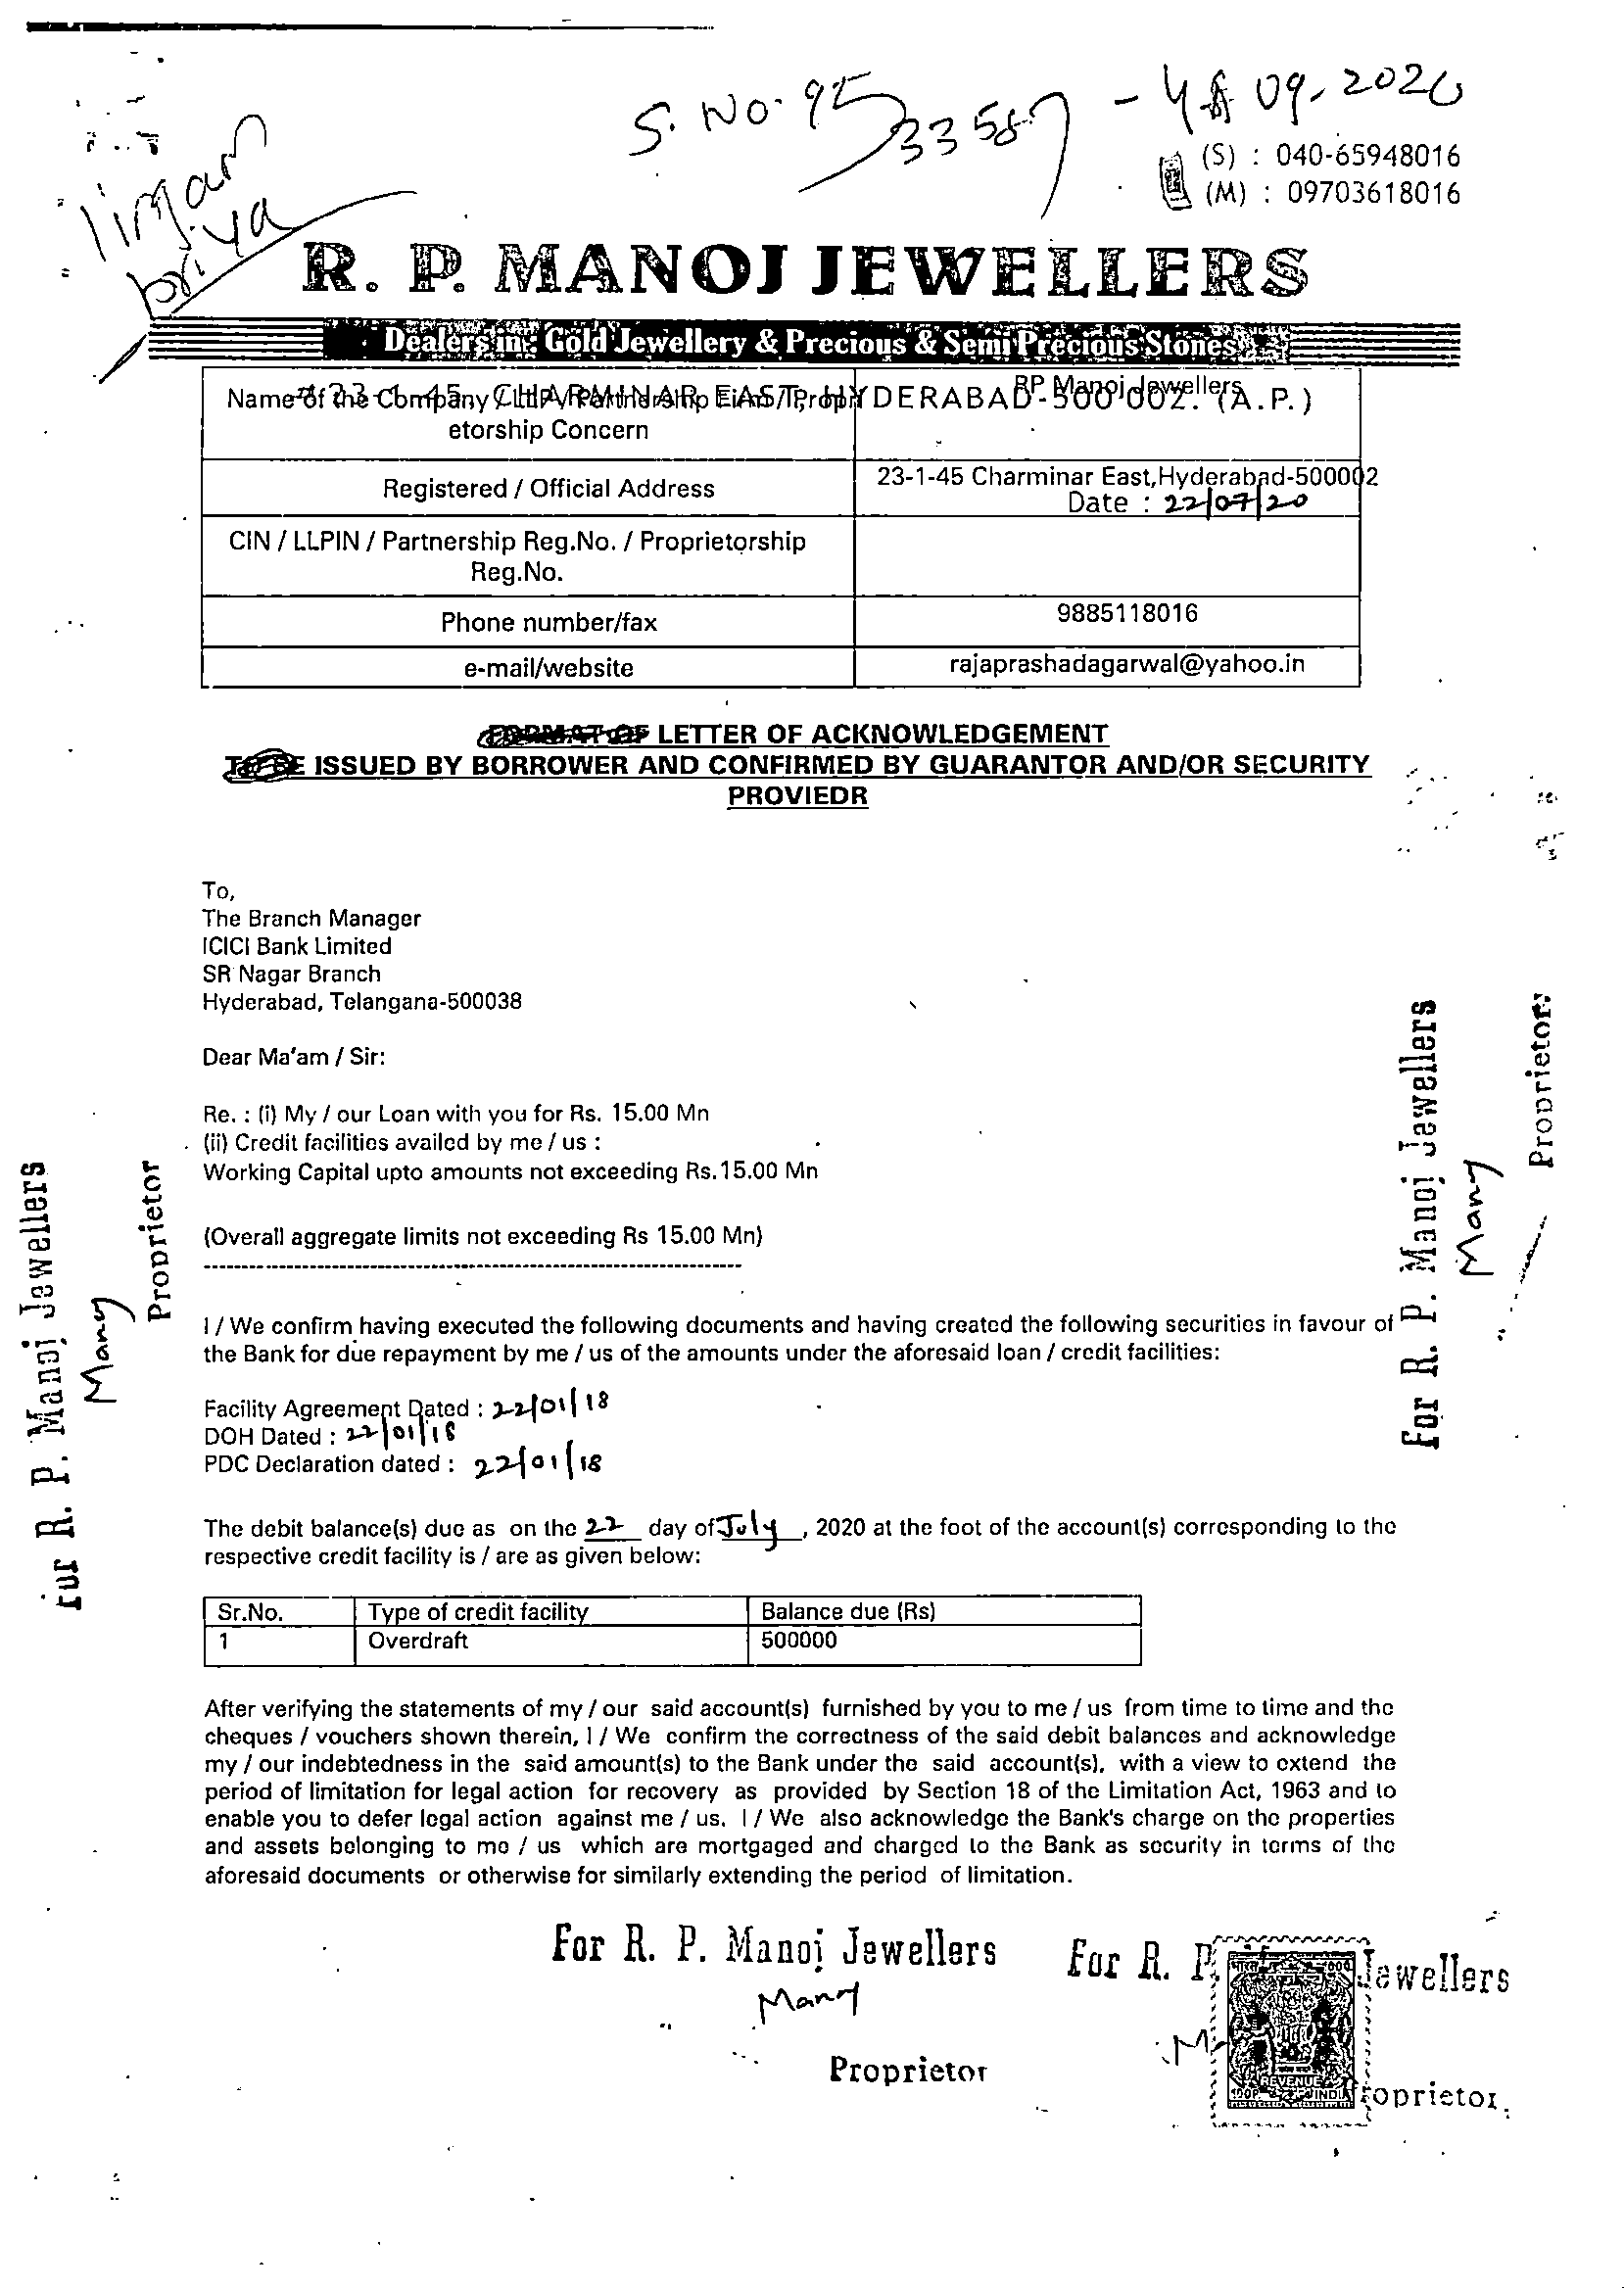 S. No. 95
33587 - 4 09-2020
lingam
priya
(S) : 040-65948016
(M) : 09703618016
R. P. MANOJ JEWELLERS
Dealers in : Gold Jewellery & Precious & Semi Precious Stones
# 23-1-45, CHARMINAR EAST, HYDERABAD-500 002. (A.P.)
Name of the Company / LLP / Partnership Firm / Propri
etorship Concern
RP Manoj Jewellers
Registered / Official Address
23-1-45 Charminar East,Hyderabad-500002
Date : 22/07/20
CIN / LLPIN / Partnership Reg.No. / Proprietorship
Reg.No.
Phone number/fax
9885118016
e-mail/website
rajaprashadagarwal@yahoo.in
FORMAT OF LETTER OF ACKNOWLEDGEMENT
TO BE ISSUED BY BORROWER AND CONFIRMED BY GUARANTOR AND/OR SECURITY
PROVIEDR
To,
The Branch Manager
ICICI Bank Limited
SR Nagar Branch
Hyderabad, Telangana-500038
Dear Ma'am / Sir:
Re. : (i) My / our Loan with you for Rs. 15.00 Mn
(ii) Credit facilities availed by me / us :
Working Capital upto amounts not exceeding Rs.15.00 Mn
(Overall aggregate limits not exceeding Rs 15.00 Mn)
I / We confirm having executed the following documents and having created the following securities in favour of
the Bank for due repayment by me / us of the amounts under the aforesaid loan / credit facilities:
Facility Agreement Dated : 22/01/18
DOH Dated : 22/01/18
PDC Declaration dated : 22/01/18
The debit balance(s) due as on the 22 day of July, 2020 at the foot of the account(s) corresponding to the
respective credit facility is / are as given below:
Sr.No. Type of credit facility Balance due (Rs)
1 Overdraft 500000
After verifying the statements of my / our said account(s) furnished by you to me / us from time to time and the
cheques / vouchers shown therein, I / We confirm the correctness of the said debit balances and acknowledge
my / our indebtedness in the said amount(s) to the Bank under the said account(s), with a view to extend the
period of limitation for legal action for recovery as provided by Section 18 of the Limitation Act, 1963 and to
enable you to defer legal action against me / us. I / We also acknowledge the Bank's charge on the properties
and assets belonging to me / us which are mortgaged and charged to the Bank as security in terms of the
aforesaid documents or otherwise for similarly extending the period of limitation.
For R. P. Manoj Jewellers
Manoj
Proprietor
For R. P. Jewellers
REVENUE
INDIA
Proprietor
For R. P. Manoj Jewellers
Manoj
Proprietor
For R. P. Manoj Jewellers
Manoj
Proprietor